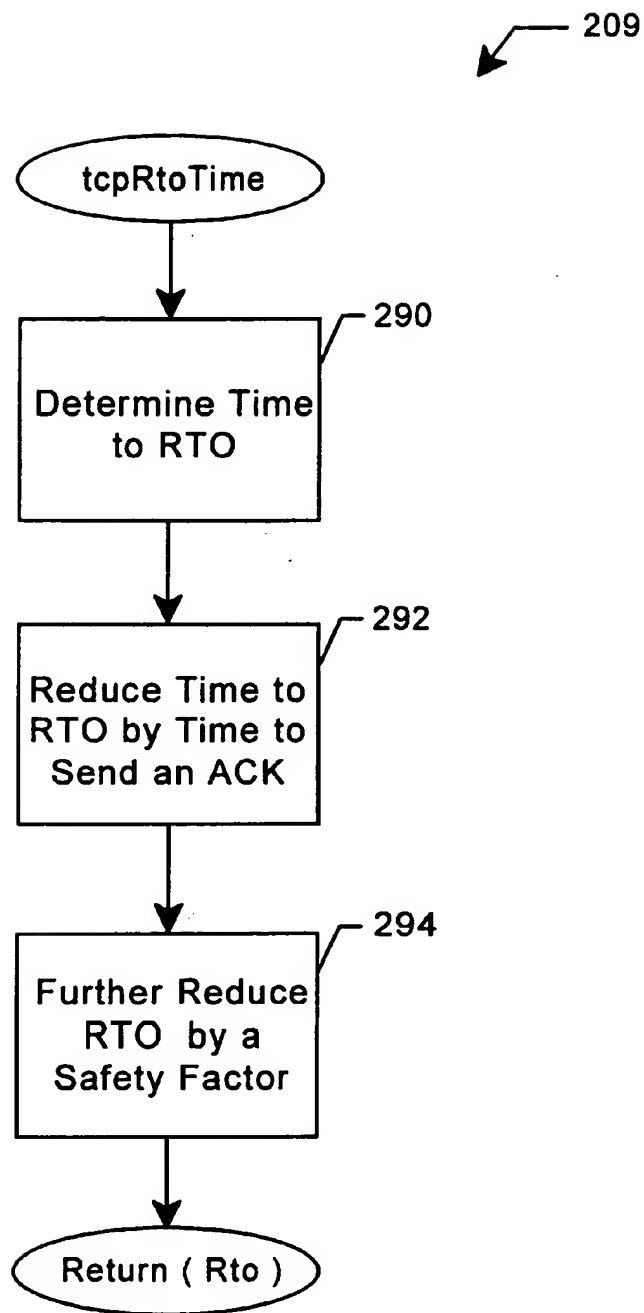 209
tcpRtoTime
290
Determine Time
to RTO
292
Reduce Time to
RTO by Time to
Send an ACK
294
Further Reduce
RTO by a
Safety Factor
Return ( Rto )